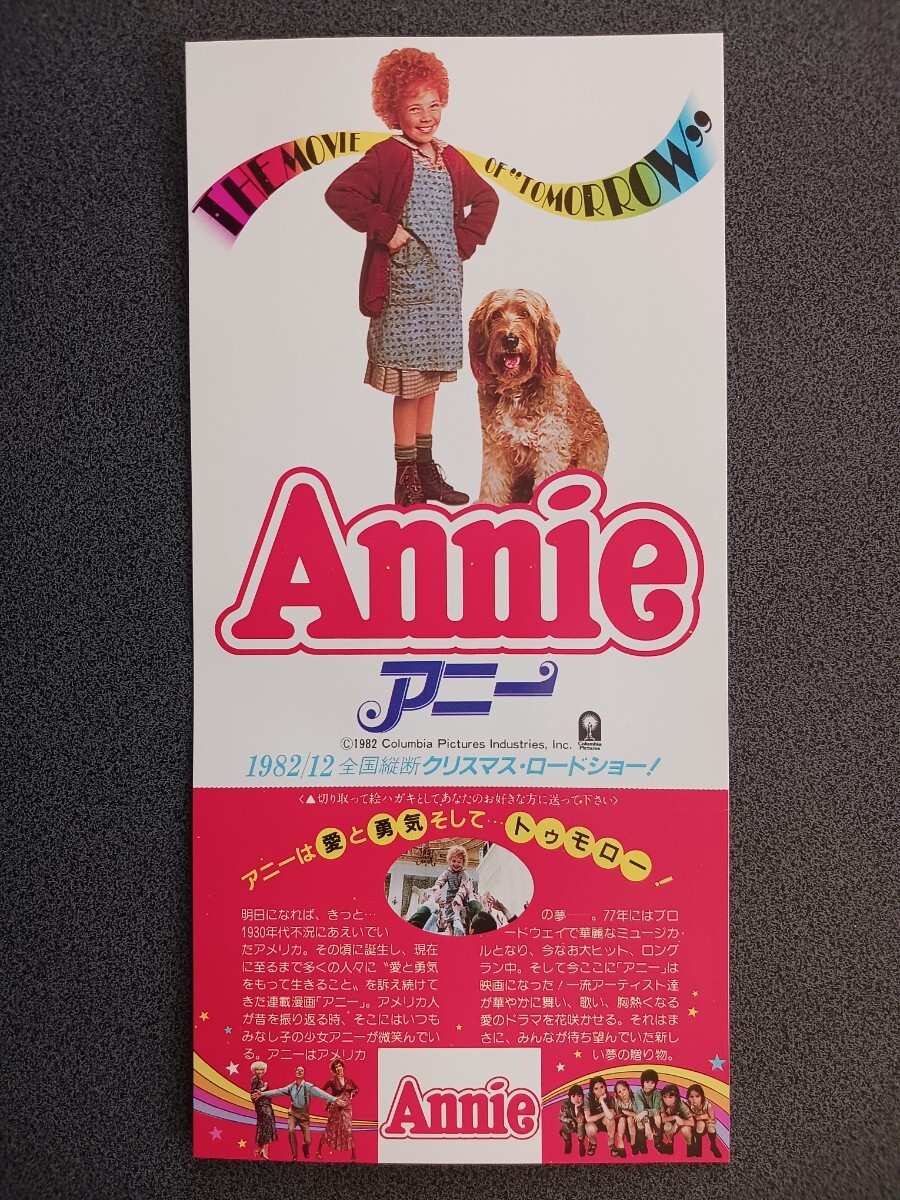 THE MOVIE OF "TOMORROW"
Annie
アニー
©1982 Columbia Pictures Industries, Inc.
Columbia
Pictures
1982/12 全国縦断クリスマス・ロードショー!
〈▲切り取って絵ハガキとしてあなたのお好きな方に送って下さい〉
アニーは愛と勇気そして…トゥモロー!
明日になれば、きっと…
1930年代不況にあえいでい
たアメリカ。その頃に誕生し、現在
に至るまで多くの人々に〝愛と勇気
をもって生きること〟を訴え続けて
きた連載漫画「アニー」。アメリカ人
が昔を振り返る時、そこにはいつも
みなし子の少女アニーが微笑んでい
る。アニーはアメリカ
の夢──。77年にはブロ
ードウェイで華麗なミュージカ
ルとなり、今なお大ヒット、ロング
ラン中。そして今ここに「アニー」は
映画になった!一流アーティスト達
が華やかに舞い、歌い、胸熱くなる
愛のドラマを花咲かせる。それはま
さに、みんなが待ち望んでいた新し
い夢の贈り物。
Annie